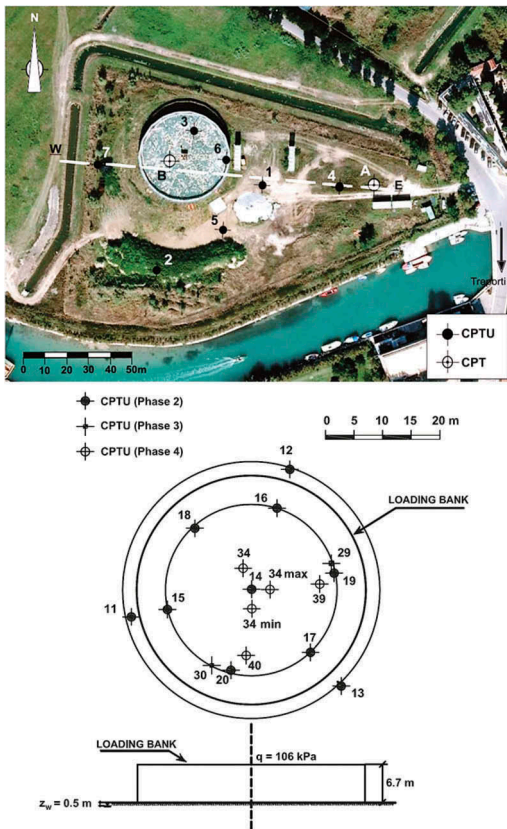 N
W
7
3
B
6
1
4
A
E
5
2
Treporti
CPTU
CPT
0 10 20 30 40 50m
CPTU (Phase 2)
CPTU (Phase 3)
CPTU (Phase 4)
0 5 10 15 20 m
12
LOADING BANK
16
18
34
29
14
34 max
19
39
15
11
34 min
17
40
30
20
13
LOADING BANK
q = 106 kPa
6.7 m
zw = 0.5 m